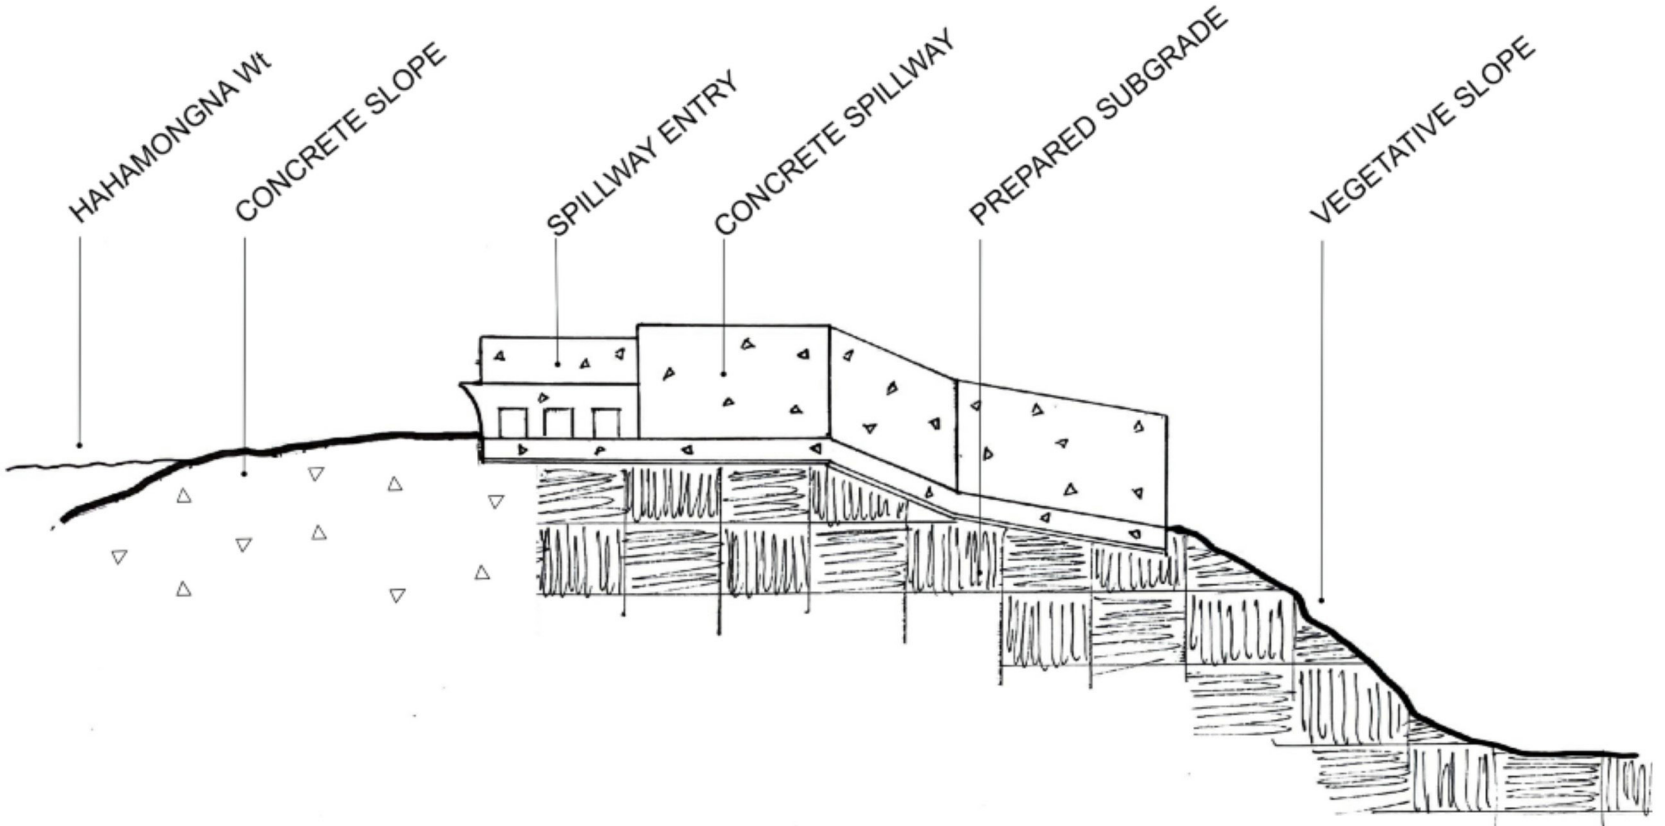 HAHAMONGNA Wt
CONCRETE SLOPE
SPILLWAY ENTRY
CONCRETE SPILLWAY
PREPARED SUBGRADE
VEGETATIVE SLOPE